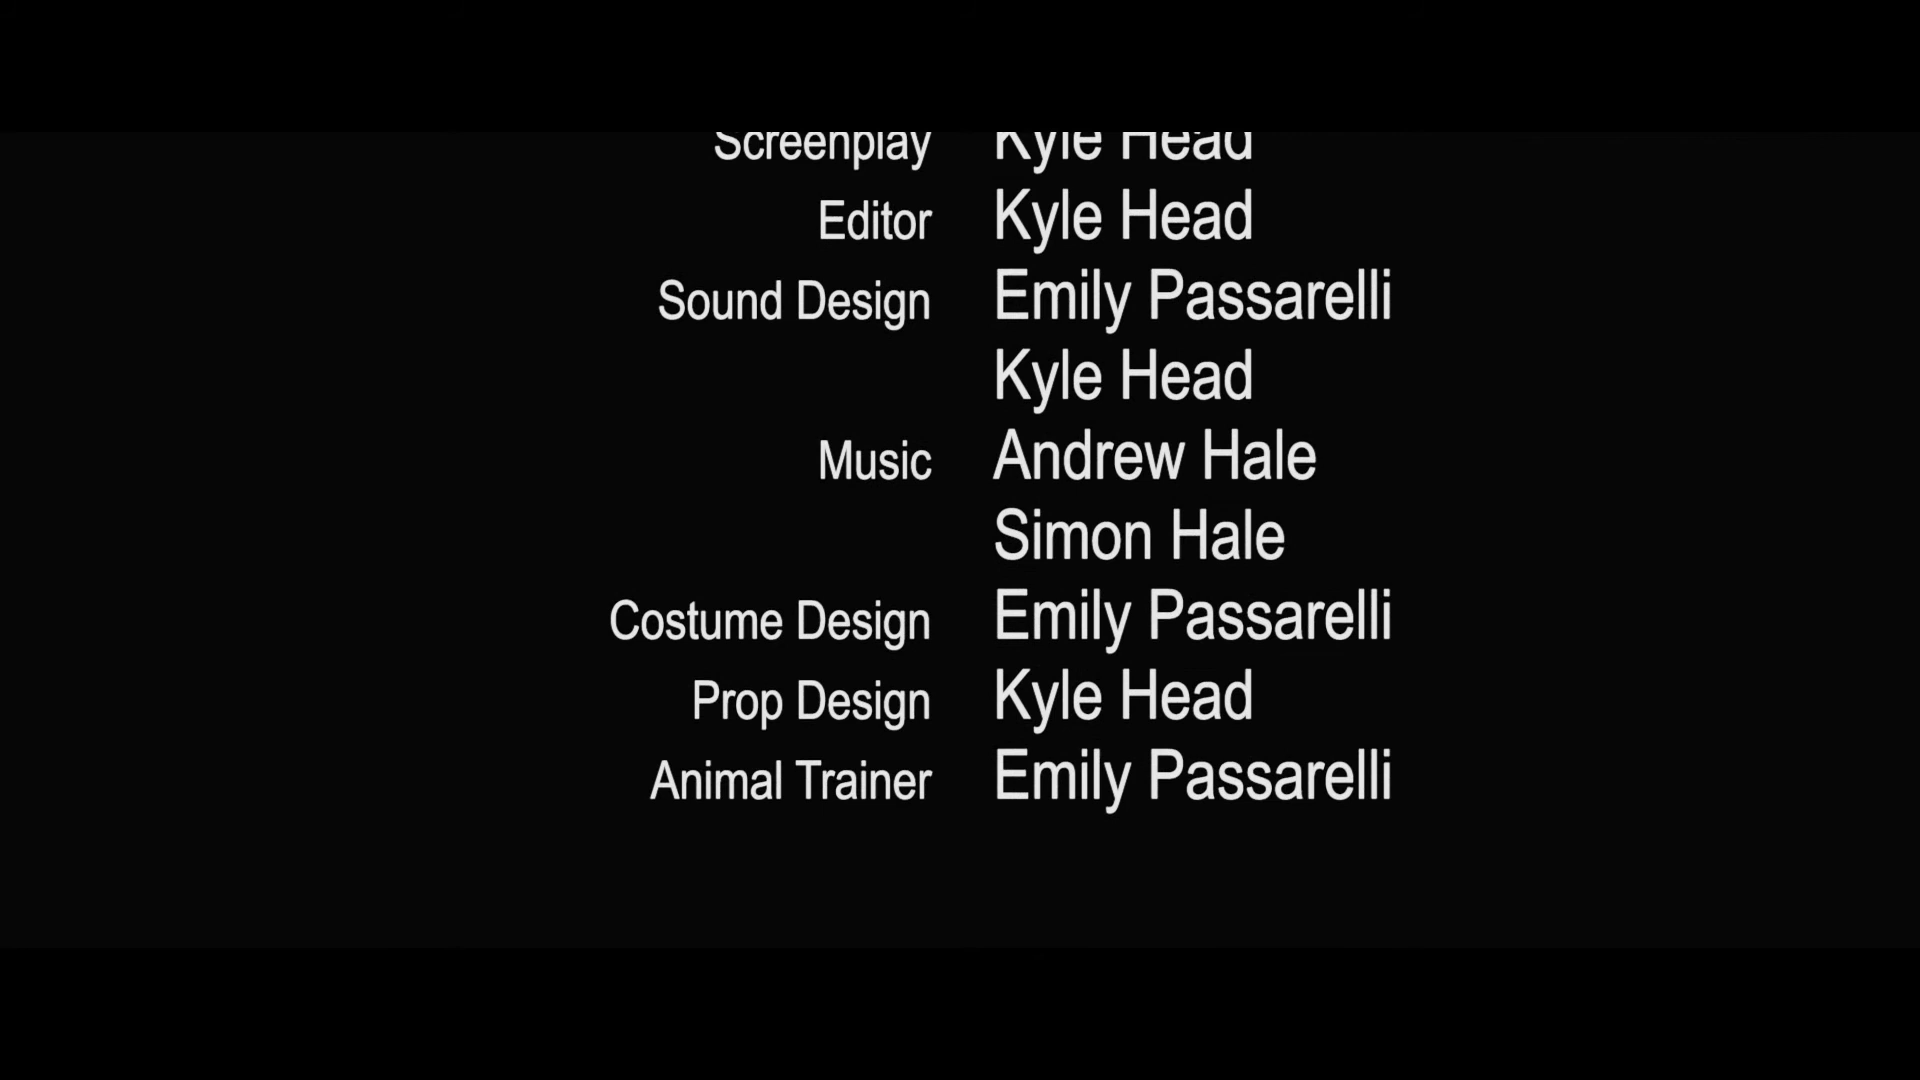 Screenplay Kyle Head
Editor Kyle Head
Sound Design Emily Passarelli
Kyle Head
Music Andrew Hale
Simon Hale
Costume Design Emily Passarelli
Prop Design Kyle Head
Animal Trainer Emily Passarelli